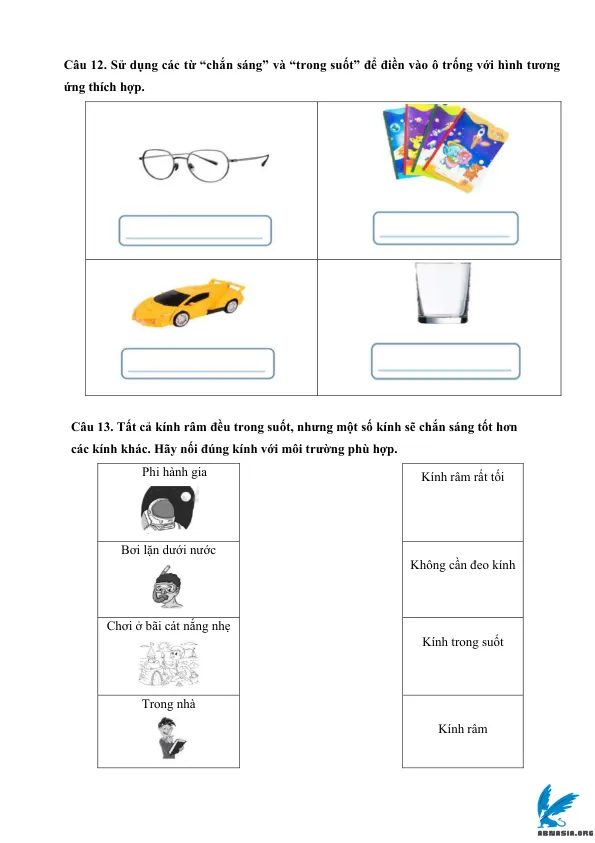 Câu 12. Sử dụng các từ “chắn sáng” và “trong suốt” để điền vào ô trống với hình tương
ứng thích hợp.
Câu 13. Tất cả kính râm đều trong suốt, nhưng một số kính sẽ chắn sáng tốt hơn
các kính khác. Hãy nối đúng kính với môi trường phù hợp.
Phi hành gia
Kính râm rất tối
Bơi lặn dưới nước
Không cần đeo kính
Chơi ở bãi cát nắng nhẹ
Kính trong suốt
Trong nhà
Kính râm
ABNASIA.ORG